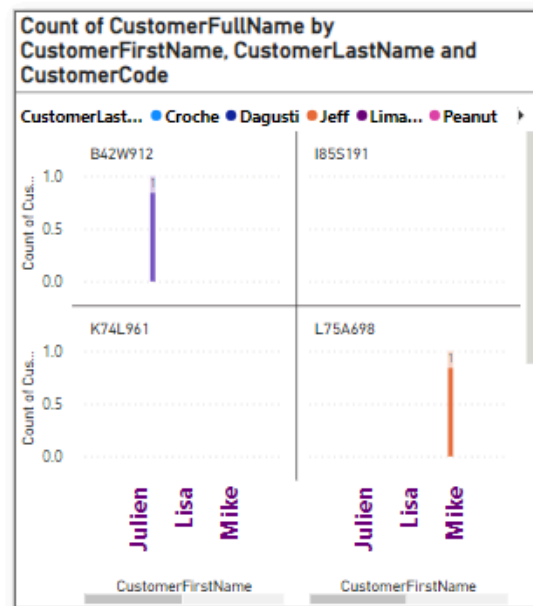 Count of CustomerFullName by
CustomerFirstName, CustomerLastName and
CustomerCode
CustomerLast... Croche Dagusti Jeff Lima... Peanut
B42W912 I85S191
Count of Cus...
1.0
1
0.5
0.0
K74L961 L75A698
Count of Cus...
1.0
1
0.5
0.0
Julien Lisa Mike Julien Lisa Mike
CustomerFirstName CustomerFirstName